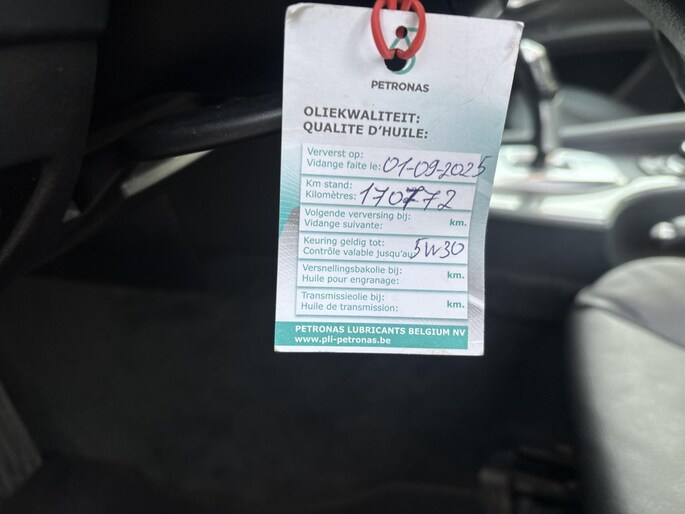 PETRONAS
OLIEKWALITEIT:
QUALITE D'HUILE:
Ververst op:
Vidange faite le: 01-09-2025
Km stand:
Kilomètres: 170772
Volgende verversing bij:
Vidange suivante: km.
Keuring geldig tot:
Contrôle valable jusqu'au 5W30
Versnellingsbakolie bij:
Huile pour engranage: km.
Transmissieolie bij:
Huile de transmission: km.
PETRONAS LUBRICANTS BELGIUM NV
www.pli-petronas.be